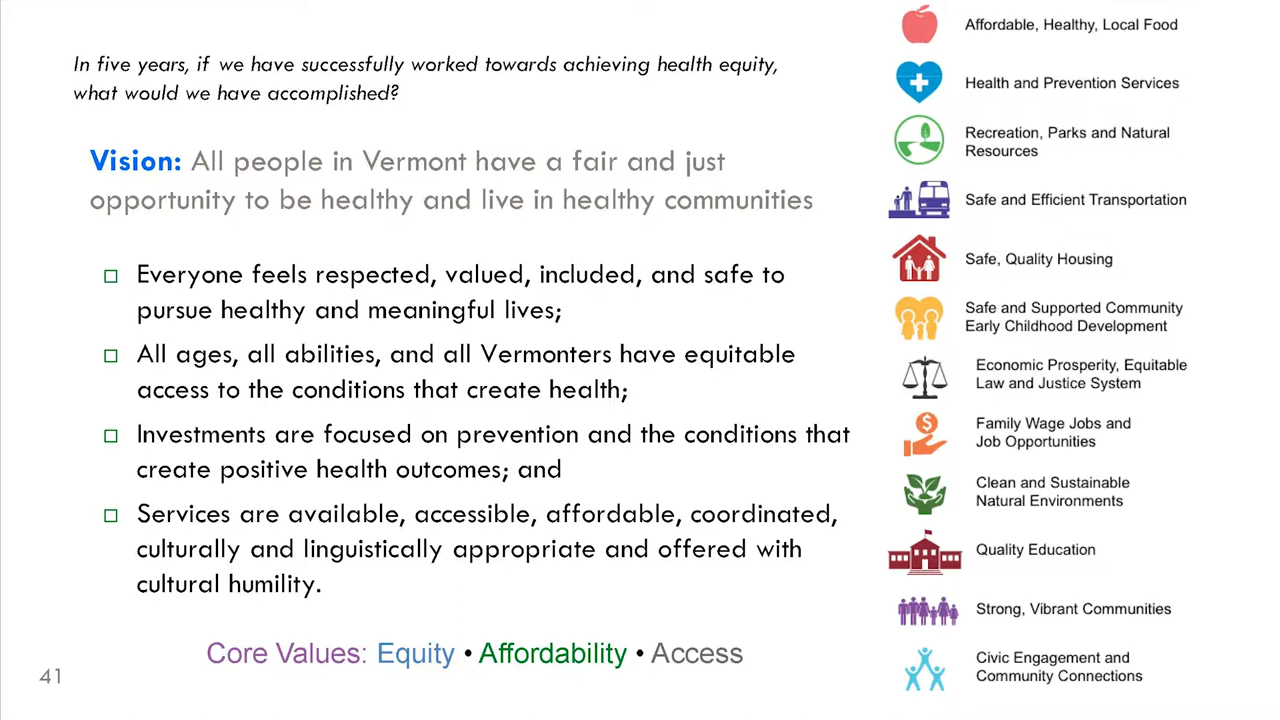 In five years, if we have successfully worked towards achieving health equity,
what would we have accomplished?
Vision: All people in Vermont have a fair and just
opportunity to be healthy and live in healthy communities
Everyone feels respected, valued, included, and safe to
pursue healthy and meaningful lives;
All ages, all abilities, and all Vermonters have equitable
access to the conditions that create health;
Investments are focused on prevention and the conditions that
create positive health outcomes; and
Services are available, accessible, affordable, coordinated,
culturally and linguistically appropriate and offered with
cultural humility.
Core Values: Equity • Affordability • Access
41
Affordable, Healthy, Local Food
Health and Prevention Services
Recreation, Parks and Natural
Resources
Safe and Efficient Transportation
Safe, Quality Housing
Safe and Supported Community
Early Childhood Development
Economic Prosperity, Equitable
Law and Justice System
$
Family Wage Jobs and
Job Opportunities
Clean and Sustainable
Natural Environments
Quality Education
Strong, Vibrant Communities
Civic Engagement and
Community Connections